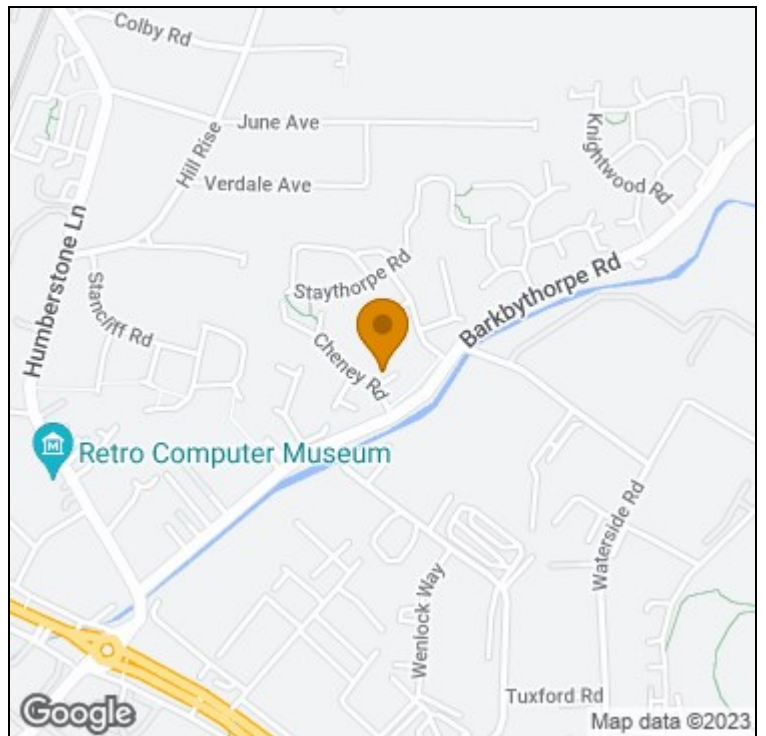 Colby Rd
June Ave
Hill Rise
Knightwood Rd
Verdale Ave
Humberstone Ln
Staythorpe Rd
Barkbythorpe Rd
Stancliff Rd
Cheney Rd
M
Retro Computer Museum
Waterside Rd
Wenlock Way
Tuxford Rd
Google
Map data ©2023